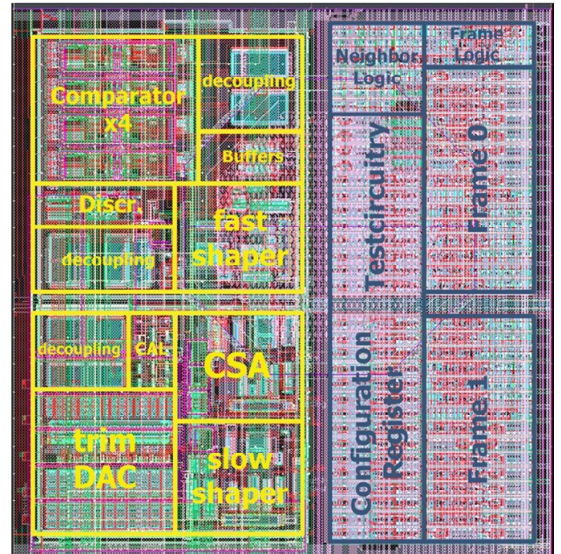 Comparator
x4
decoupling
Buffers
Discr.
decoupling
fast
shaper
decoupling
CAL
CSA
trim
DAC
slow
shaper
Neighbor
Logic
Frame
Logic
Testcircuitry
Frame 0
Configuration
Register
Frame 1